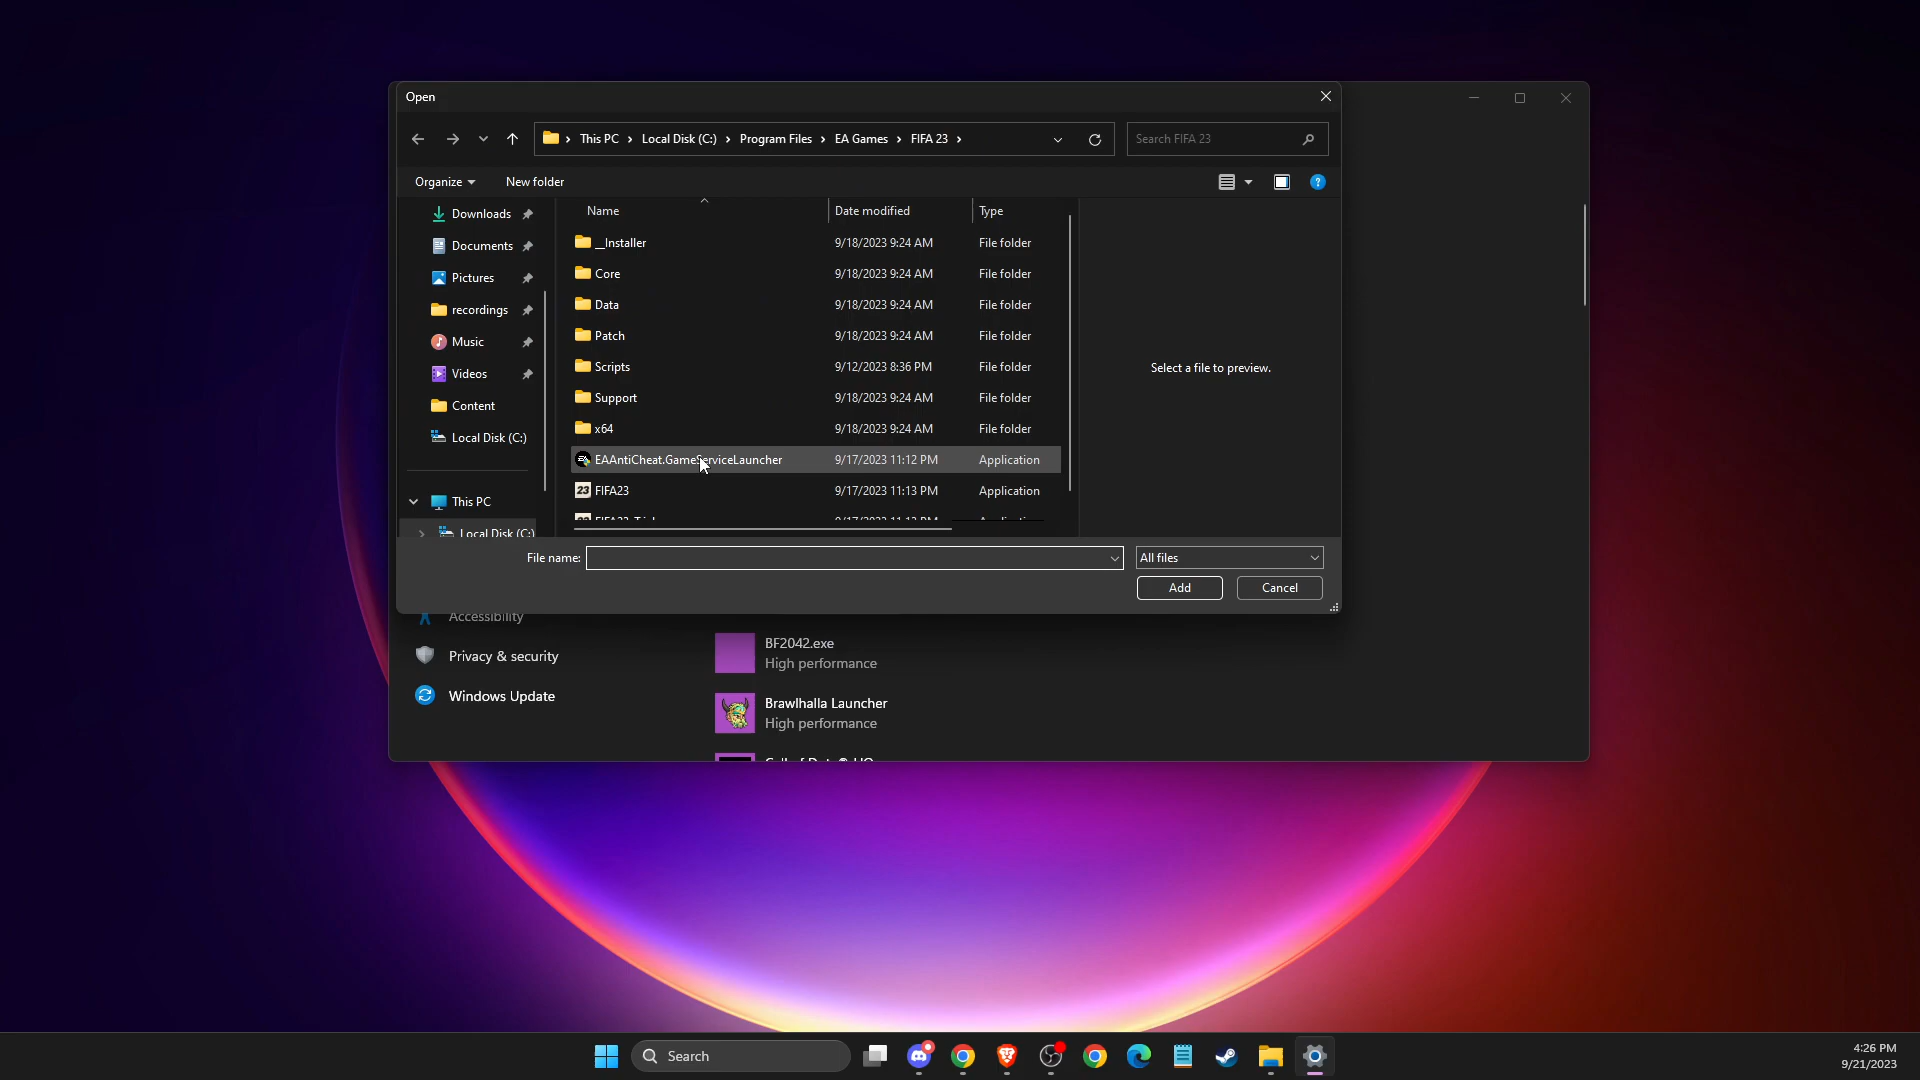 Open
This PC
Local Disk (C:)
Program Files
EA Games
FIFA 23
Search FIFA 23
Organize
New folder
Downloads
Documents
Pictures
recordings
Music
Videos
Content
Local Disk (C:)
This PC
Local Disk (C:)
Name
Date modified
Type
__Installer 9/18/2023 9:24 AM File folder
Core 9/18/2023 9:24 AM File folder
Data 9/18/2023 9:24 AM File folder
Patch 9/18/2023 9:24 AM File folder
Scripts 9/12/2023 8:36 PM File folder
Support 9/18/2023 9:24 AM File folder
x64 9/18/2023 9:24 AM File folder
EAAntiCheat.GameServiceLauncher 9/17/2023 11:12 PM Application
23 FIFA23 9/17/2023 11:13 PM Application
Select a file to preview.
File name:
All files
Add
Cancel
Accessibility
Privacy & security
Windows Update
BF2042.exe
High performance
Brawlhalla Launcher
High performance
Search
4:26 PM
9/21/2023